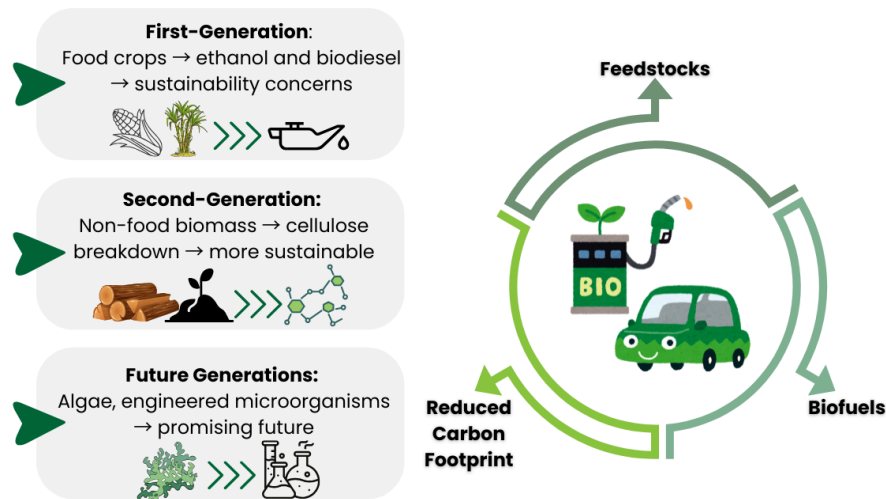 First-Generation:
Food crops → ethanol and biodiesel
→ sustainability concerns
Second-Generation:
Non-food biomass → cellulose
breakdown → more sustainable
Future Generations:
Algae, engineered microorganisms
→ promising future
Feedstocks
BIO
Biofuels
Reduced
Carbon
Footprint